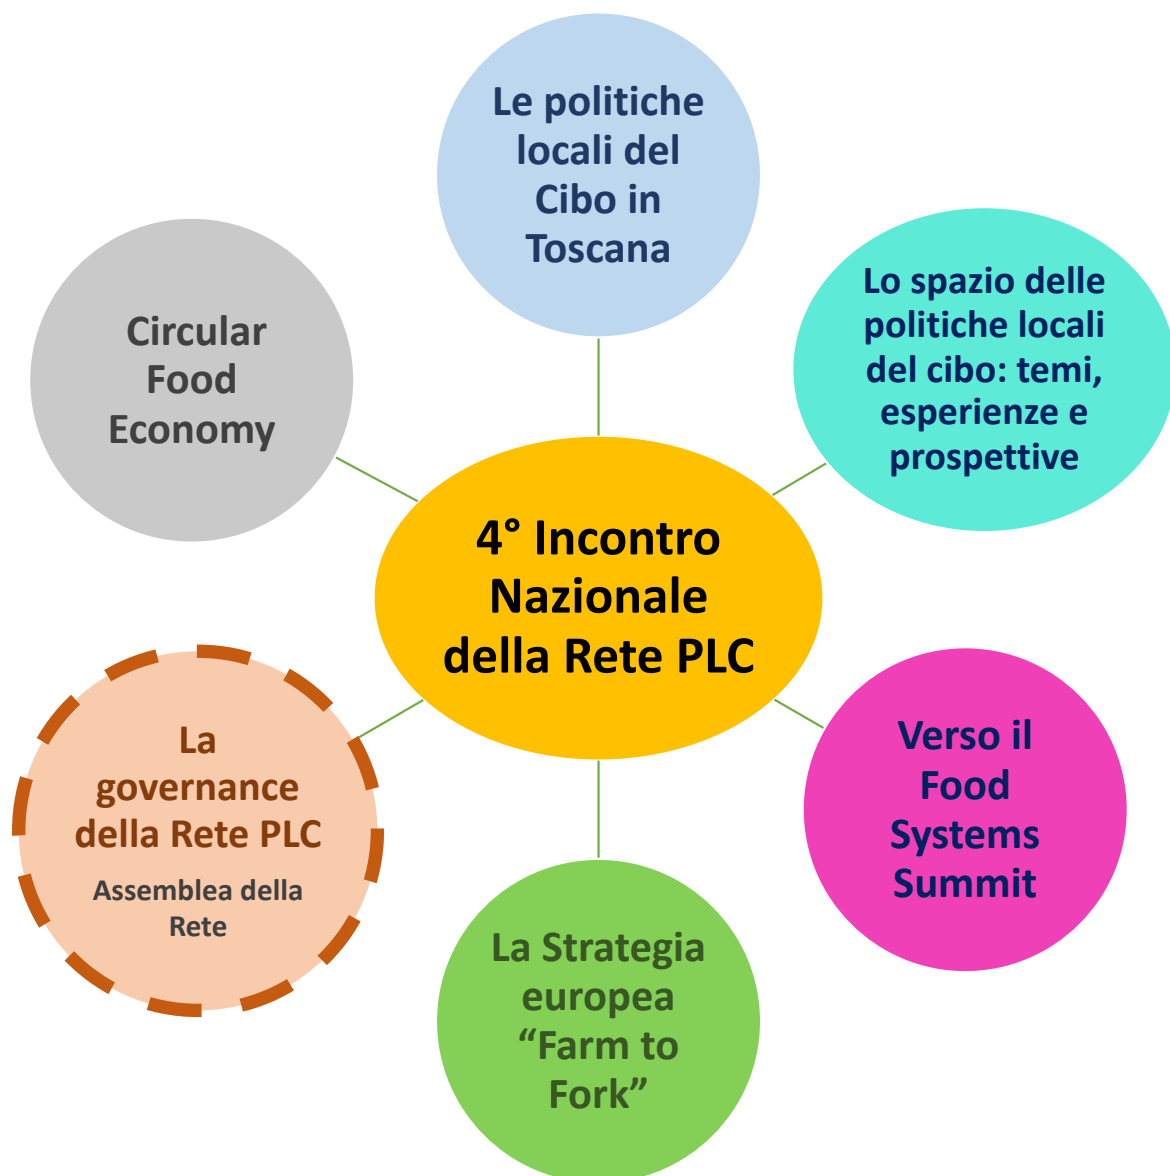 Le politiche
locali del
Cibo in
Toscana
Lo spazio delle
politiche locali
del cibo: temi,
esperienze e
prospettive
Circular
Food
Economy
4° Incontro
Nazionale
della Rete PLC
Verso il
Food
Systems
Summit
La
governance
della Rete PLC
Assemblea della
Rete
La Strategia
europea
“Farm to
Fork”